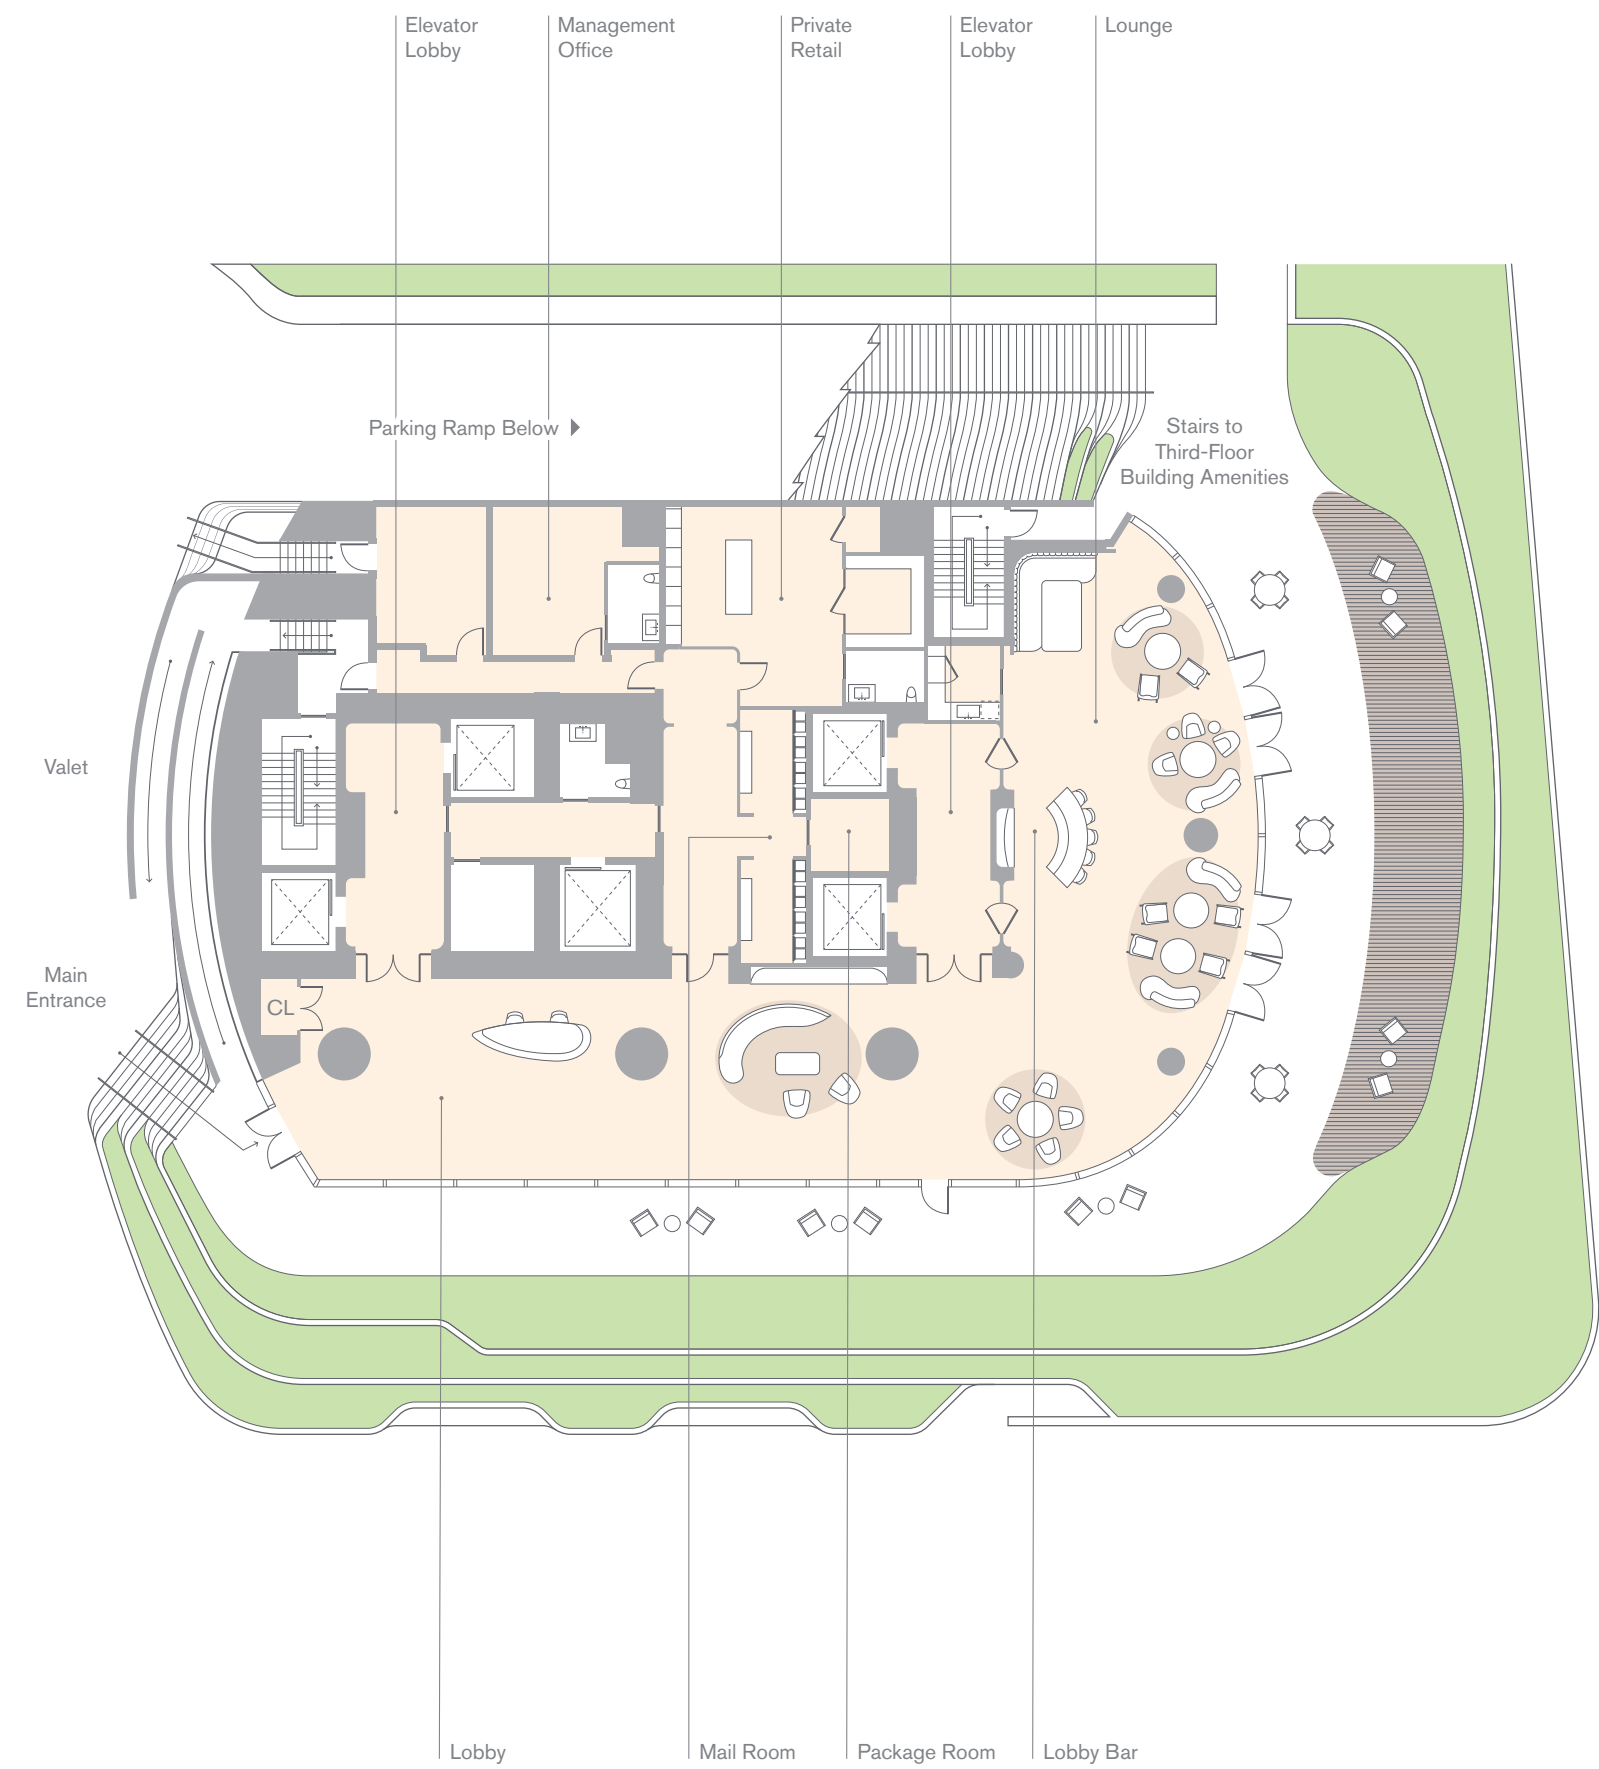 Elevator
Lobby
Management
Office
Private
Retail
Elevator
Lobby
Lounge
Parking Ramp Below
Stairs to
Third-Floor
Building Amenities
Valet
Main
Entrance
CL
Lobby
Mail Room
Package Room
Lobby Bar